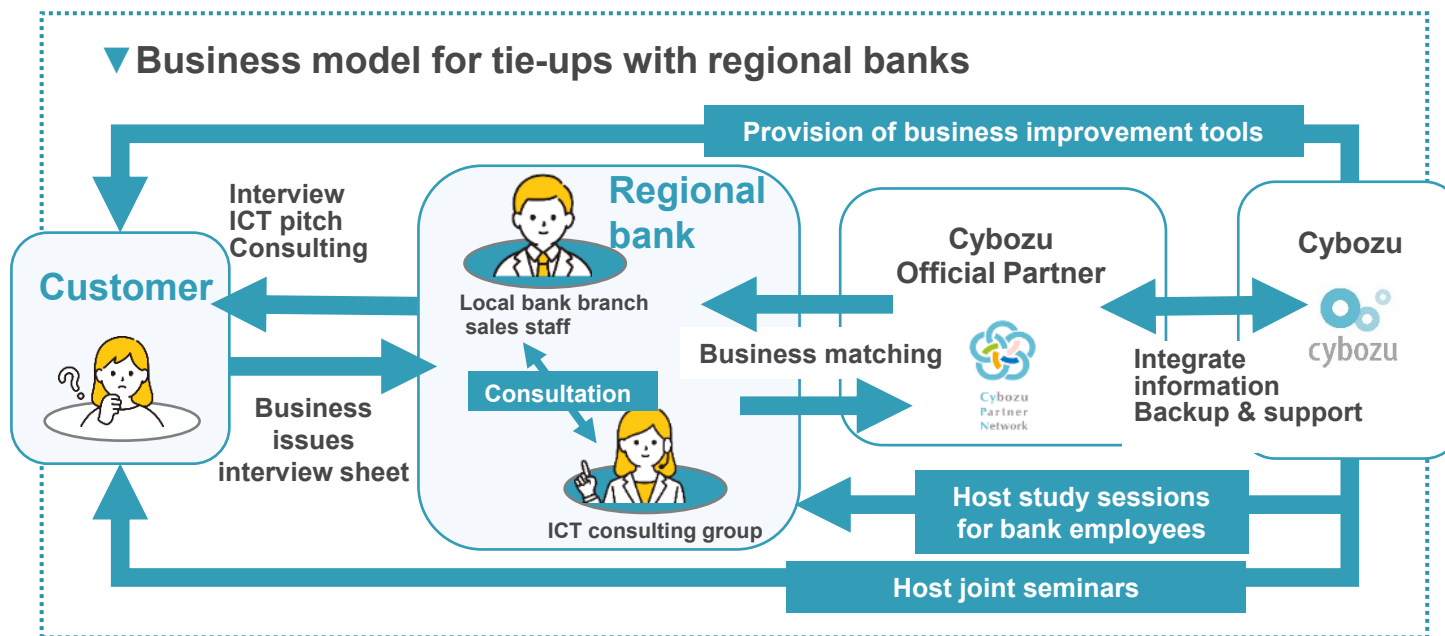 ▼Business model for tie-ups with regional banks
Provision of business improvement tools
Interview
ICT pitch
Consulting
Customer
Business
issues
interview sheet
Regional
bank
Local bank branch
sales staff
Consultation
ICT consulting group
Business matching
Cybozu
Official Partner
Cybozu
Partner
Network
Integrate
information
Backup & support
Cybozu
cybozu
Host study sessions
for bank employees
Host joint seminars